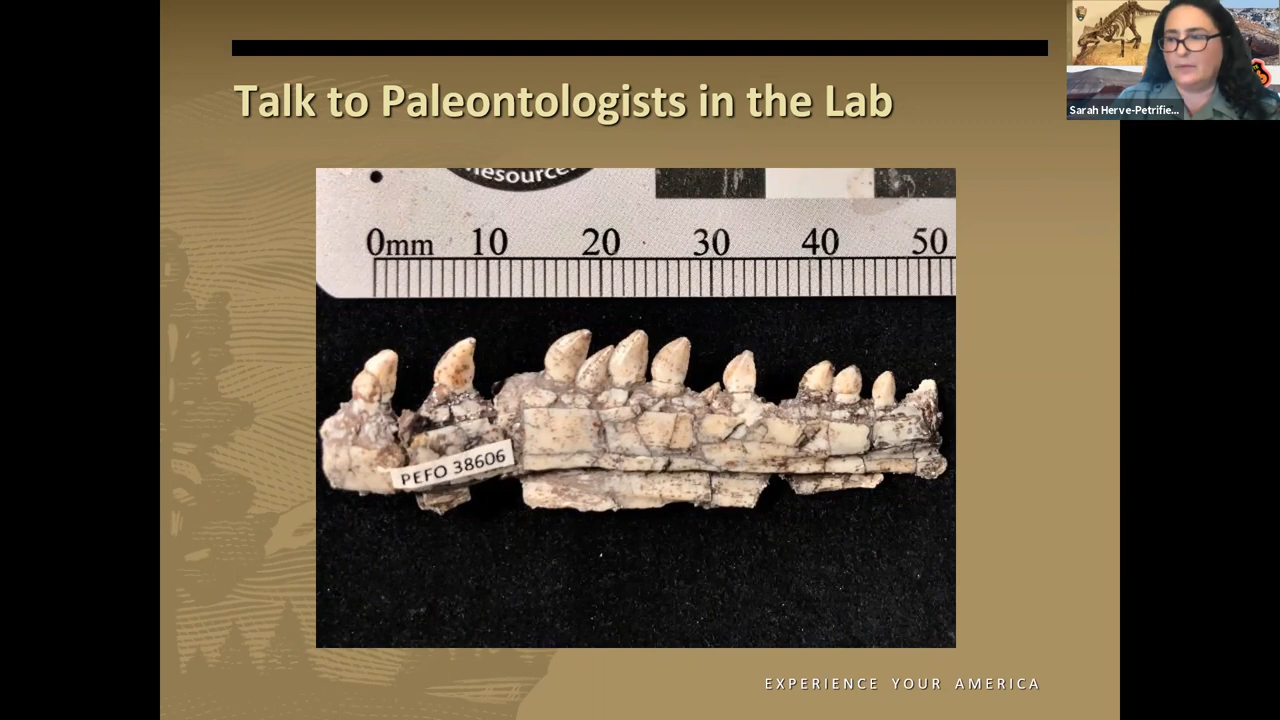 Talk to Paleontologists in the Lab
Sarah Herve-Petrifie...
Resource
0mm 10 20 30 40 50
PEFO 38606
EXPERIENCE YOUR AMERICA